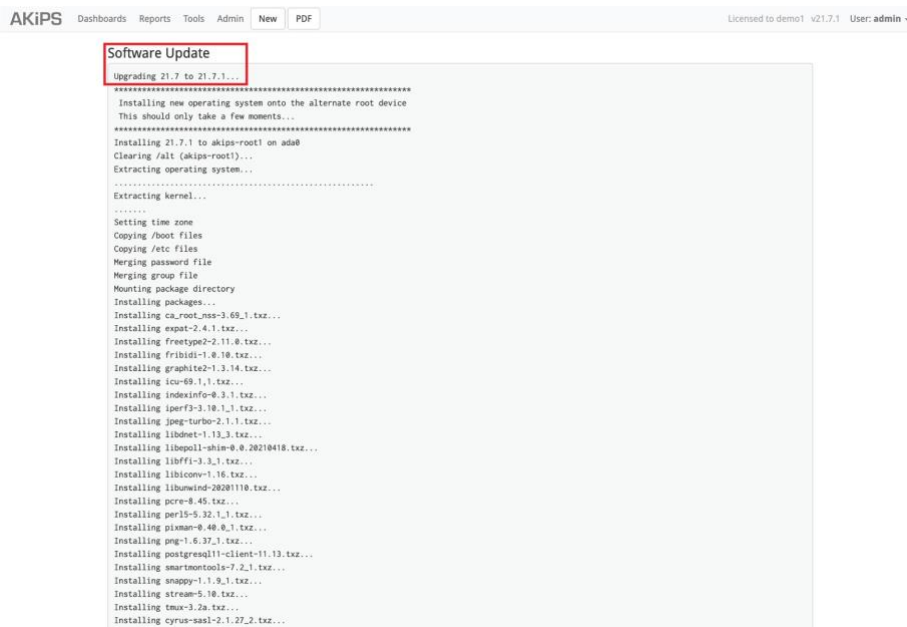 AKiPS Dashboards Reports Tools Admin New PDF Licensed to demo1 v21.7.1 User: admin
Software Update
Upgrading 21.7 to 21.7.1...
*****************************************************************
Installing new operating system onto the alternate root device
This should only take a few moments...
*****************************************************************
Installing 21.7.1 to akips-root1 on ada0
Clearing /alt (akips-root1)...
Extracting operating system...
.........................................................
Extracting kernel...
.......
Setting time zone
Copying /boot files
Copying /etc files
Merging password file
Merging group file
Mounting package directory
Installing packages...
Installing ca_root_nss-3.69_1.txz...
Installing expat-2.4.1.txz...
Installing freetype2-2.11.0.txz...
Installing fribidi-1.0.10.txz...
Installing graphite2-1.3.14.txz...
Installing icu-69.1,1.txz...
Installing indexinfo-0.3.1.txz...
Installing iperf3-3.10.1_1.txz...
Installing jpeg-turbo-2.1.1.txz...
Installing libdnet-1.13_3.txz...
Installing libepoll-shim-0.0.20210418.txz...
Installing libffi-3.3_1.txz...
Installing libiconv-1.16.txz...
Installing libunwind-20201110.txz...
Installing pcre-8.45.txz...
Installing perl5-5.32.1_1.txz...
Installing pixman-0.40.0_1.txz...
Installing png-1.6.37_1.txz...
Installing postgresql11-client-11.13.txz...
Installing smartmontools-7.2_1.txz...
Installing snappy-1.1.9_1.txz...
Installing stream-5.10.txz...
Installing tmux-3.2a.txz...
Installing cyrus-sasl-2.1.27_2.txz...